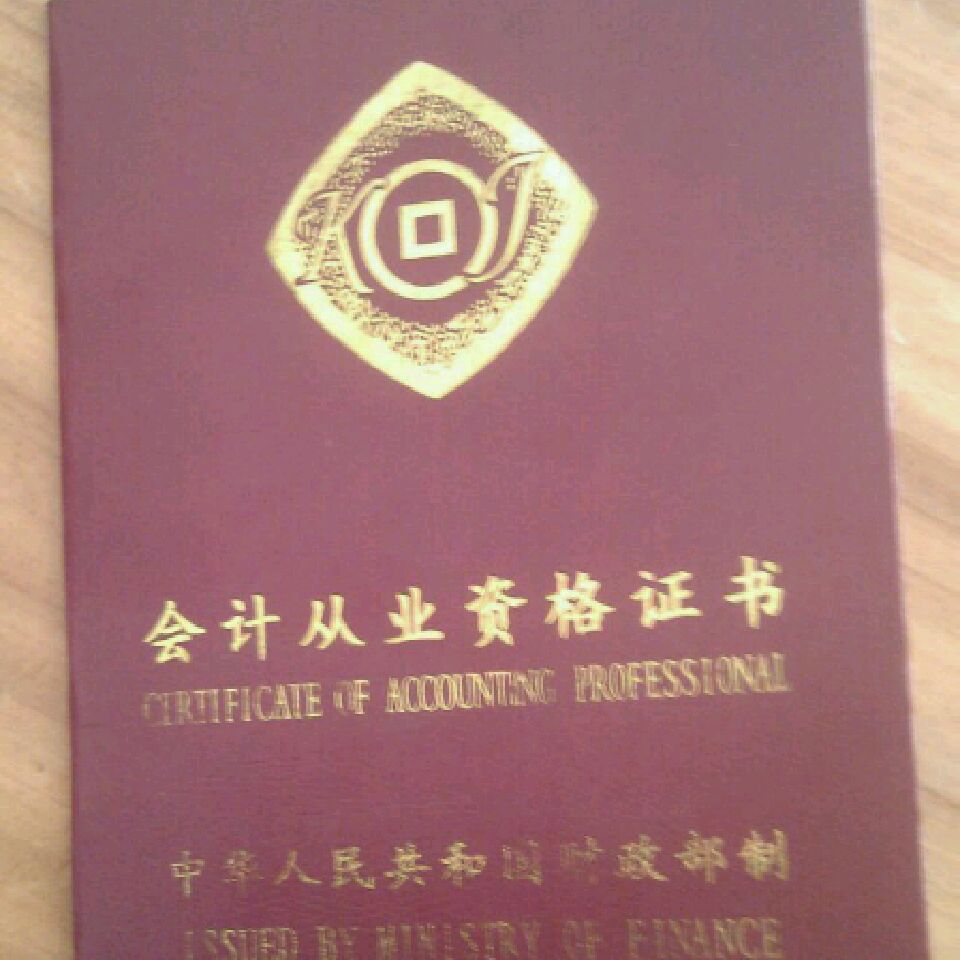 会计从业资格证书
CERTIFICATE OF ACCOUNTING PROFESSIONAL
中华人民共和国财政部制
ISSUED BY MINISTRY OF FINANCE